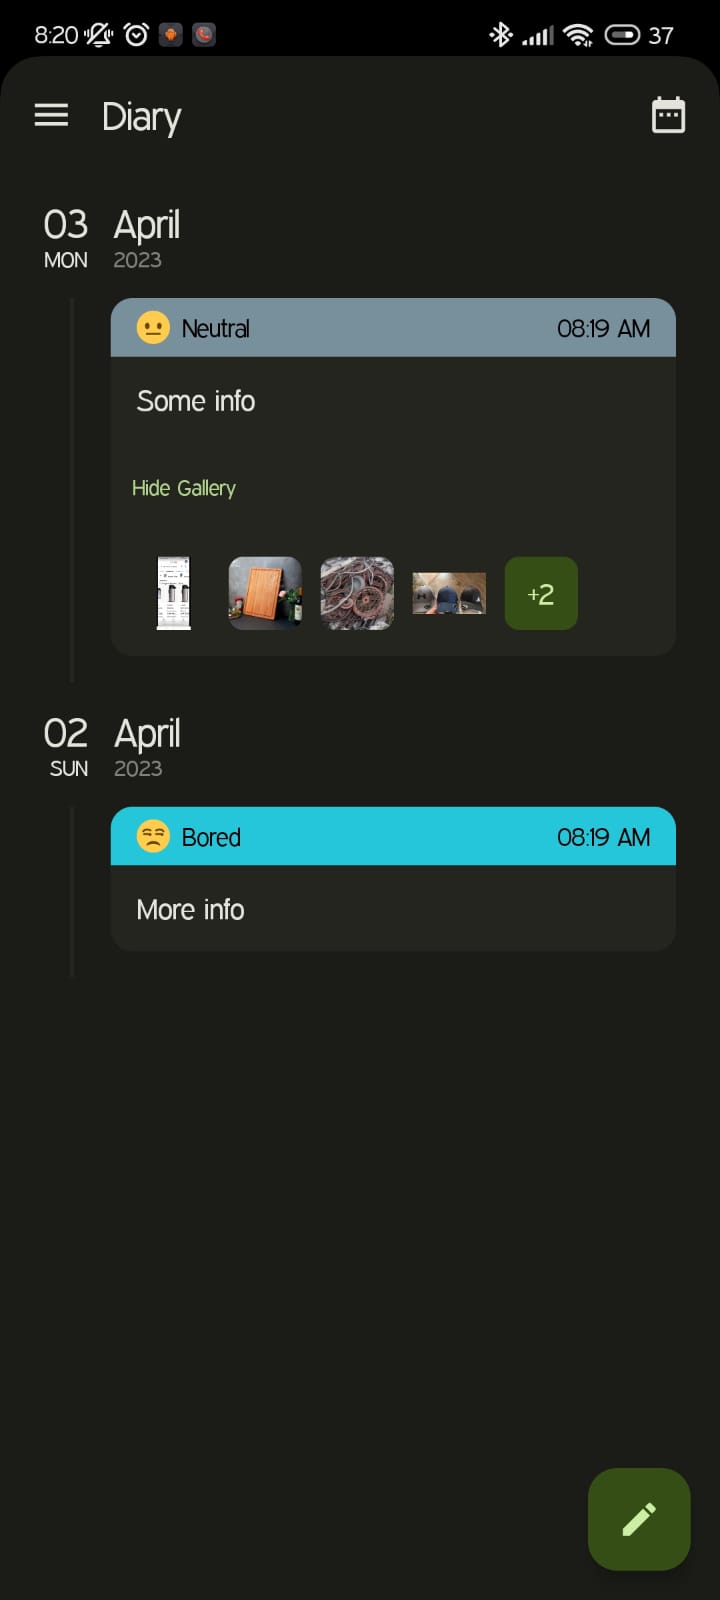 8:20 37
Diary
03 April
MON 2023
Neutral 08:19 AM
Some info
Hide Gallery
+2
02 April
SUN 2023
Bored 08:19 AM
More info